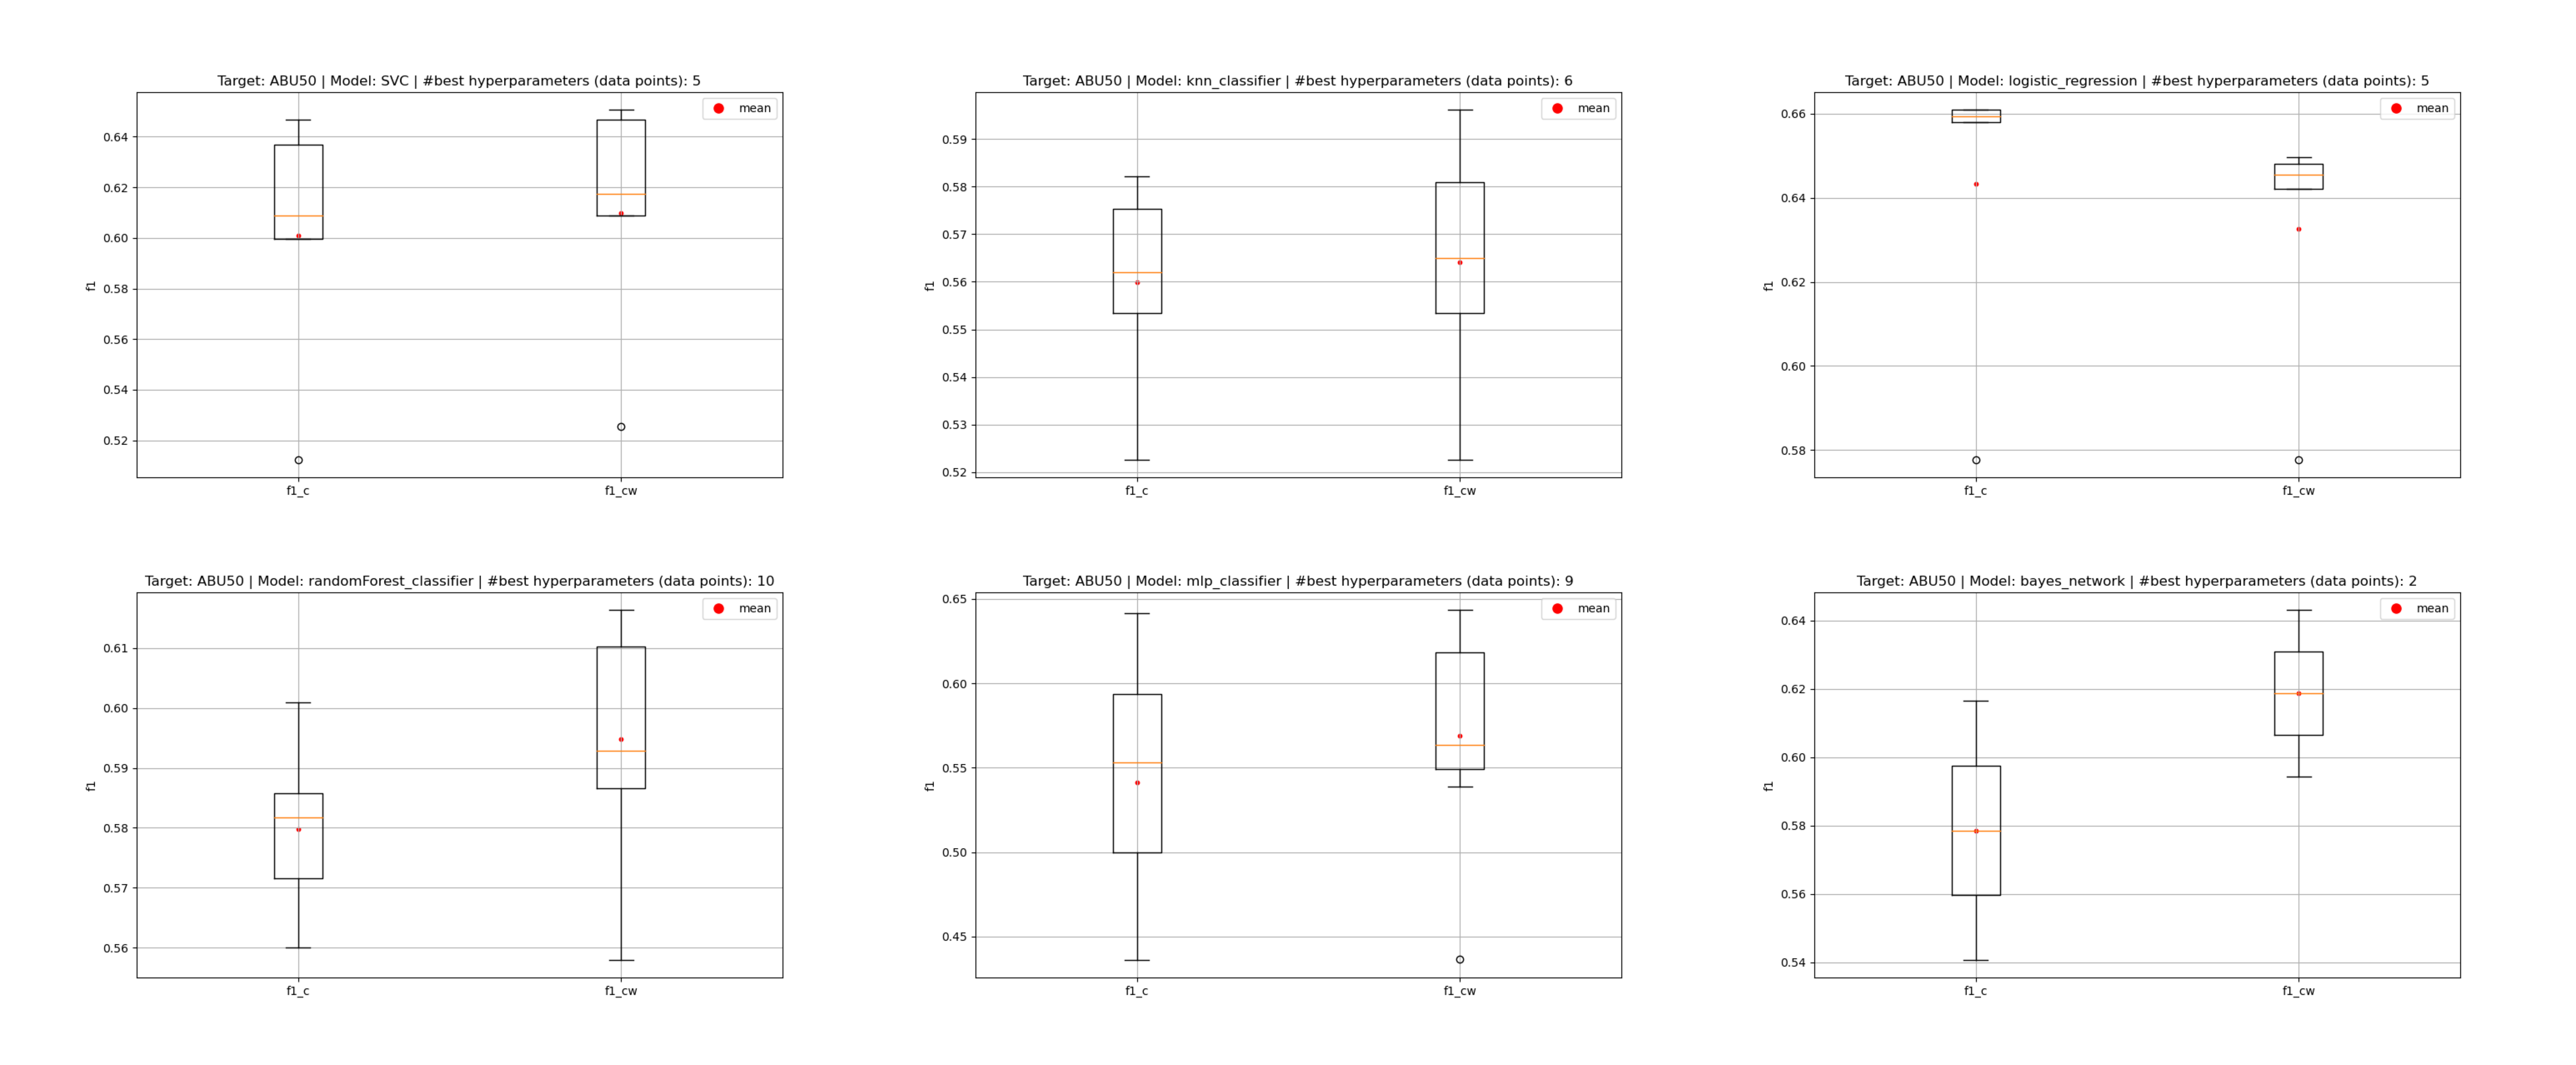 Target: ABU50 | Model: SVC | #best hyperparameters (data points): 5
mean
0.64
0.62
0.60
0.58
0.56
0.54
0.52
f1
f1_c
f1_cw
Target: ABU50 | Model: knn_classifier | #best hyperparameters (data points): 6
mean
0.59
0.58
0.57
0.56
0.55
0.54
0.53
0.52
f1
f1_c
f1_cw
Target: ABU50 | Model: logistic_regression | #best hyperparameters (data points): 5
mean
0.66
0.64
0.62
0.60
0.58
f1
f1_c
f1_cw
Target: ABU50 | Model: randomForest_classifier | #best hyperparameters (data points): 10
mean
0.61
0.60
0.59
0.58
0.57
0.56
f1
f1_c
f1_cw
Target: ABU50 | Model: mlp_classifier | #best hyperparameters (data points): 9
mean
0.65
0.60
0.55
0.50
0.45
f1
f1_c
f1_cw
Target: ABU50 | Model: bayes_network | #best hyperparameters (data points): 2
mean
0.64
0.62
0.60
0.58
0.56
0.54
f1
f1_c
f1_cw